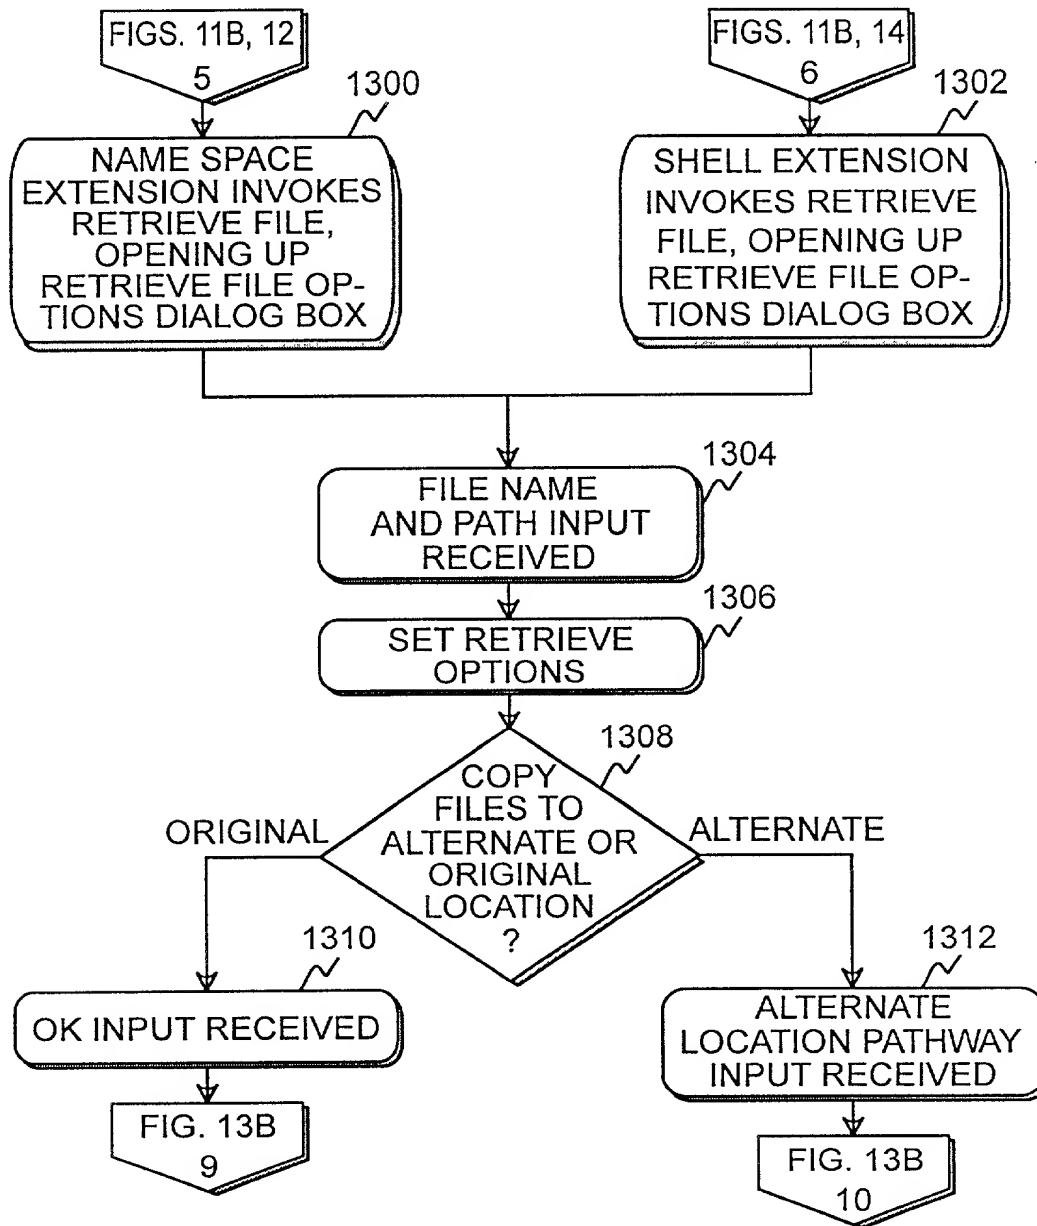 FIGS. 11B, 12
5
FIGS. 11B, 14
6
1300
NAME SPACE
EXTENSION INVOKES
RETRIEVE FILE,
OPENING UP
RETRIEVE FILE OP-
TIONS DIALOG BOX
1302
SHELL EXTENSION
INVOKES RETRIEVE
FILE, OPENING UP
RETRIEVE FILE OP-
TIONS DIALOG BOX
1304
FILE NAME
AND PATH INPUT
RECEIVED
1306
SET RETRIEVE
OPTIONS
1308
COPY
FILES TO
ALTERNATE OR
ORIGINAL
LOCATION
?
ORIGINAL
ALTERNATE
1310
OK INPUT RECEIVED
FIG. 13B
9
1312
ALTERNATE
LOCATION PATHWAY
INPUT RECEIVED
FIG. 13B
10